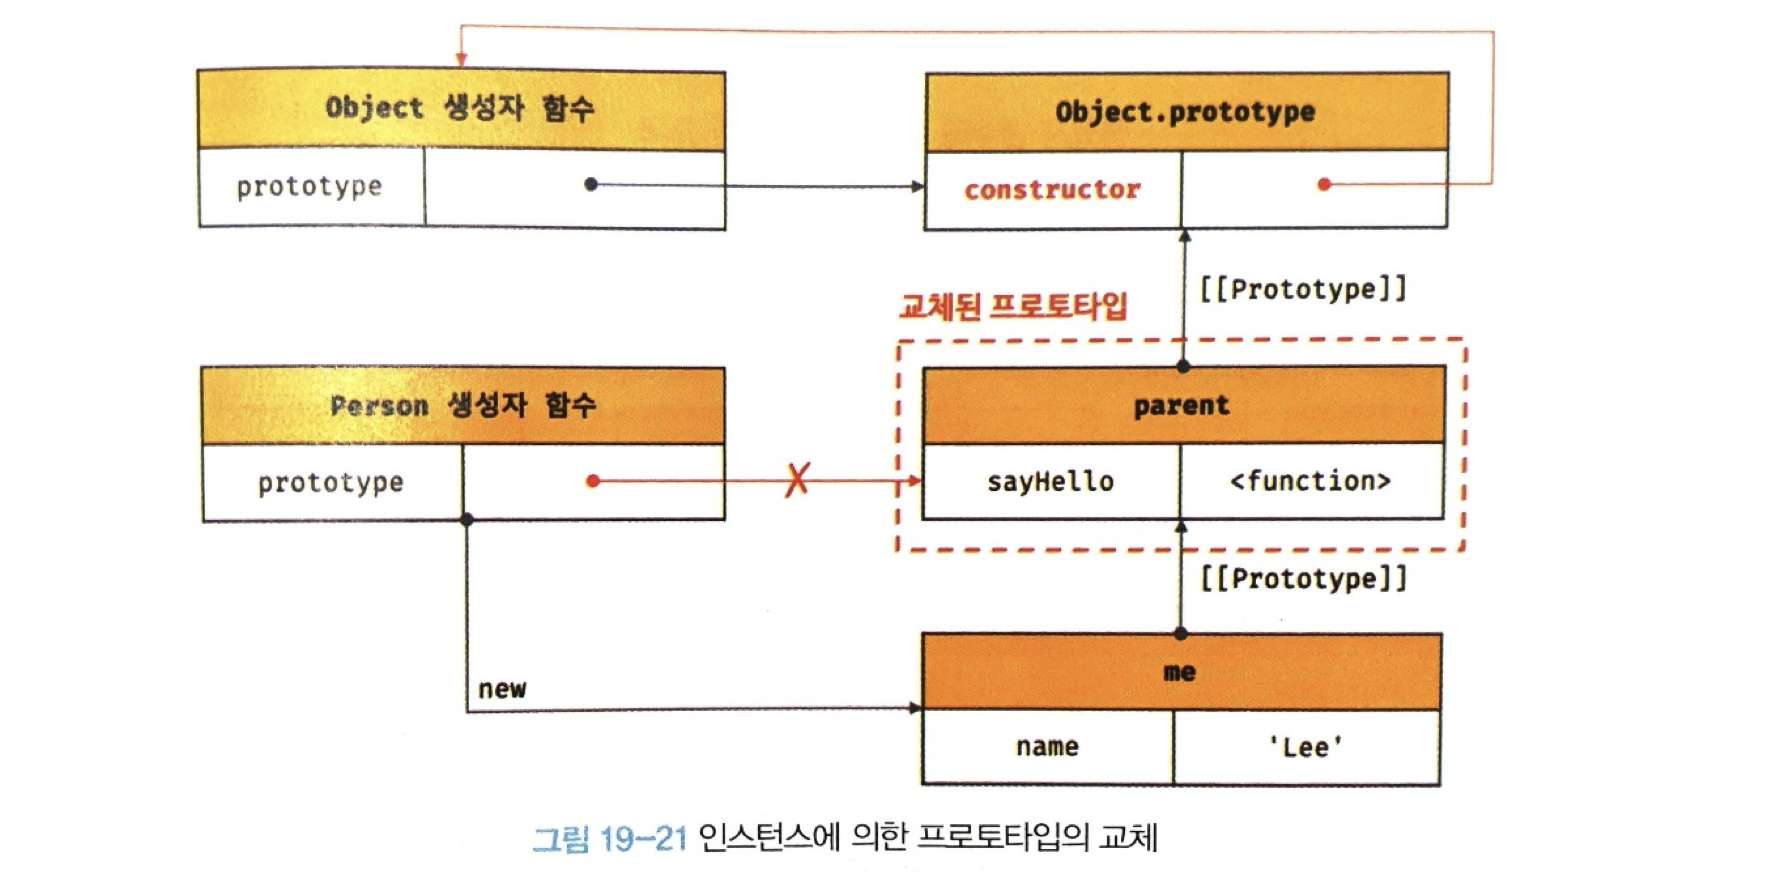 Object 생성자 함수
prototype
Object.prototype
constructor
[[Prototype]]
교체된 프로토타입
Person 생성자 함수
prototype
X
parent
sayHello
<function>
[[Prototype]]
new
me
name
'Lee'
그림 19-21 인스턴스에 의한 프로토타입의 교체